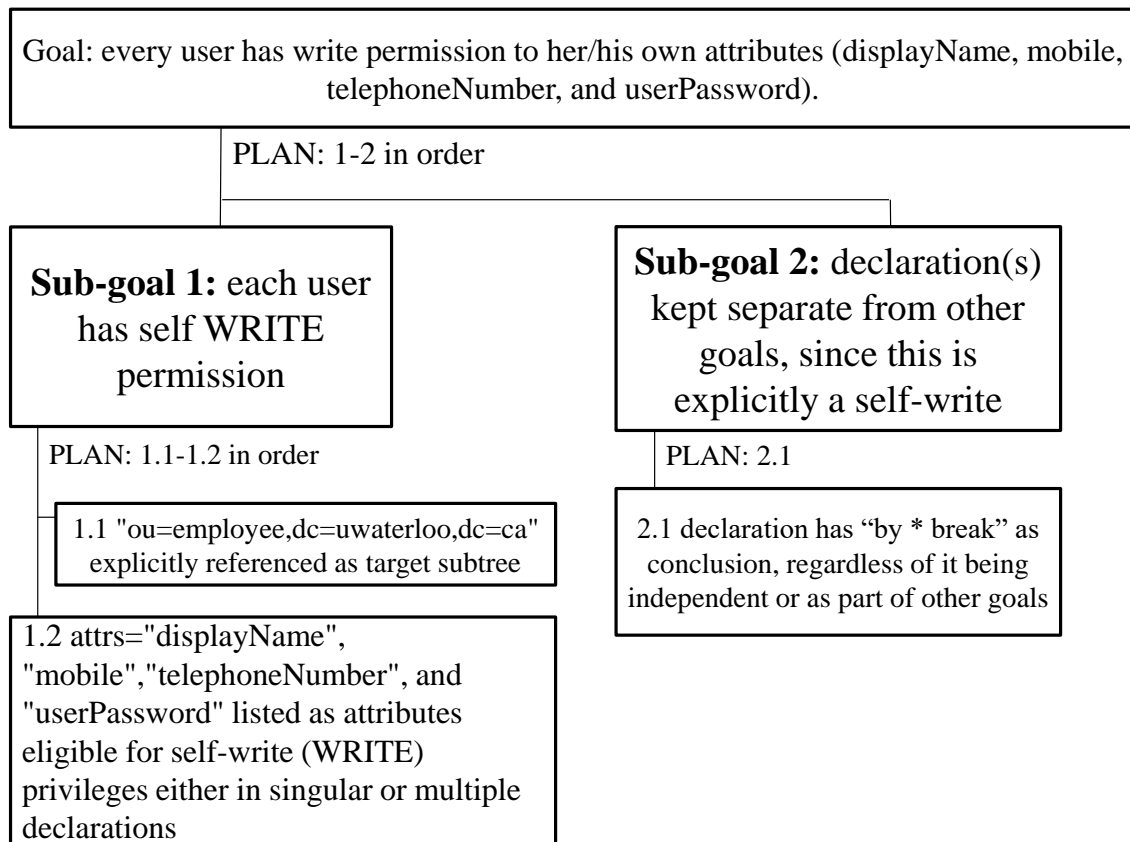 Goal: every user has write permission to her/his own attributes (displayName, mobile,
telephoneNumber, and userPassword).
PLAN: 1-2 in order
Sub-goal 1: each user
has self WRITE
permission
PLAN: 1.1-1.2 in order
1.1 "ou=employee,dc=uwaterloo,dc=ca"
explicitly referenced as target subtree
1.2 attrs="displayName",
"mobile","telephoneNumber", and
"userPassword" listed as attributes
eligible for self-write (WRITE)
privileges either in singular or multiple
declarations
Sub-goal 2: declaration(s)
kept separate from other
goals, since this is
explicitly a self-write
PLAN: 2.1
2.1 declaration has “by * break” as
conclusion, regardless of it being
independent or as part of other goals